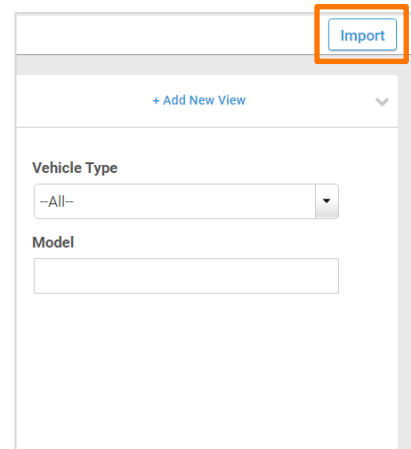 Import
+ Add New View
Vehicle Type
--All--
Model